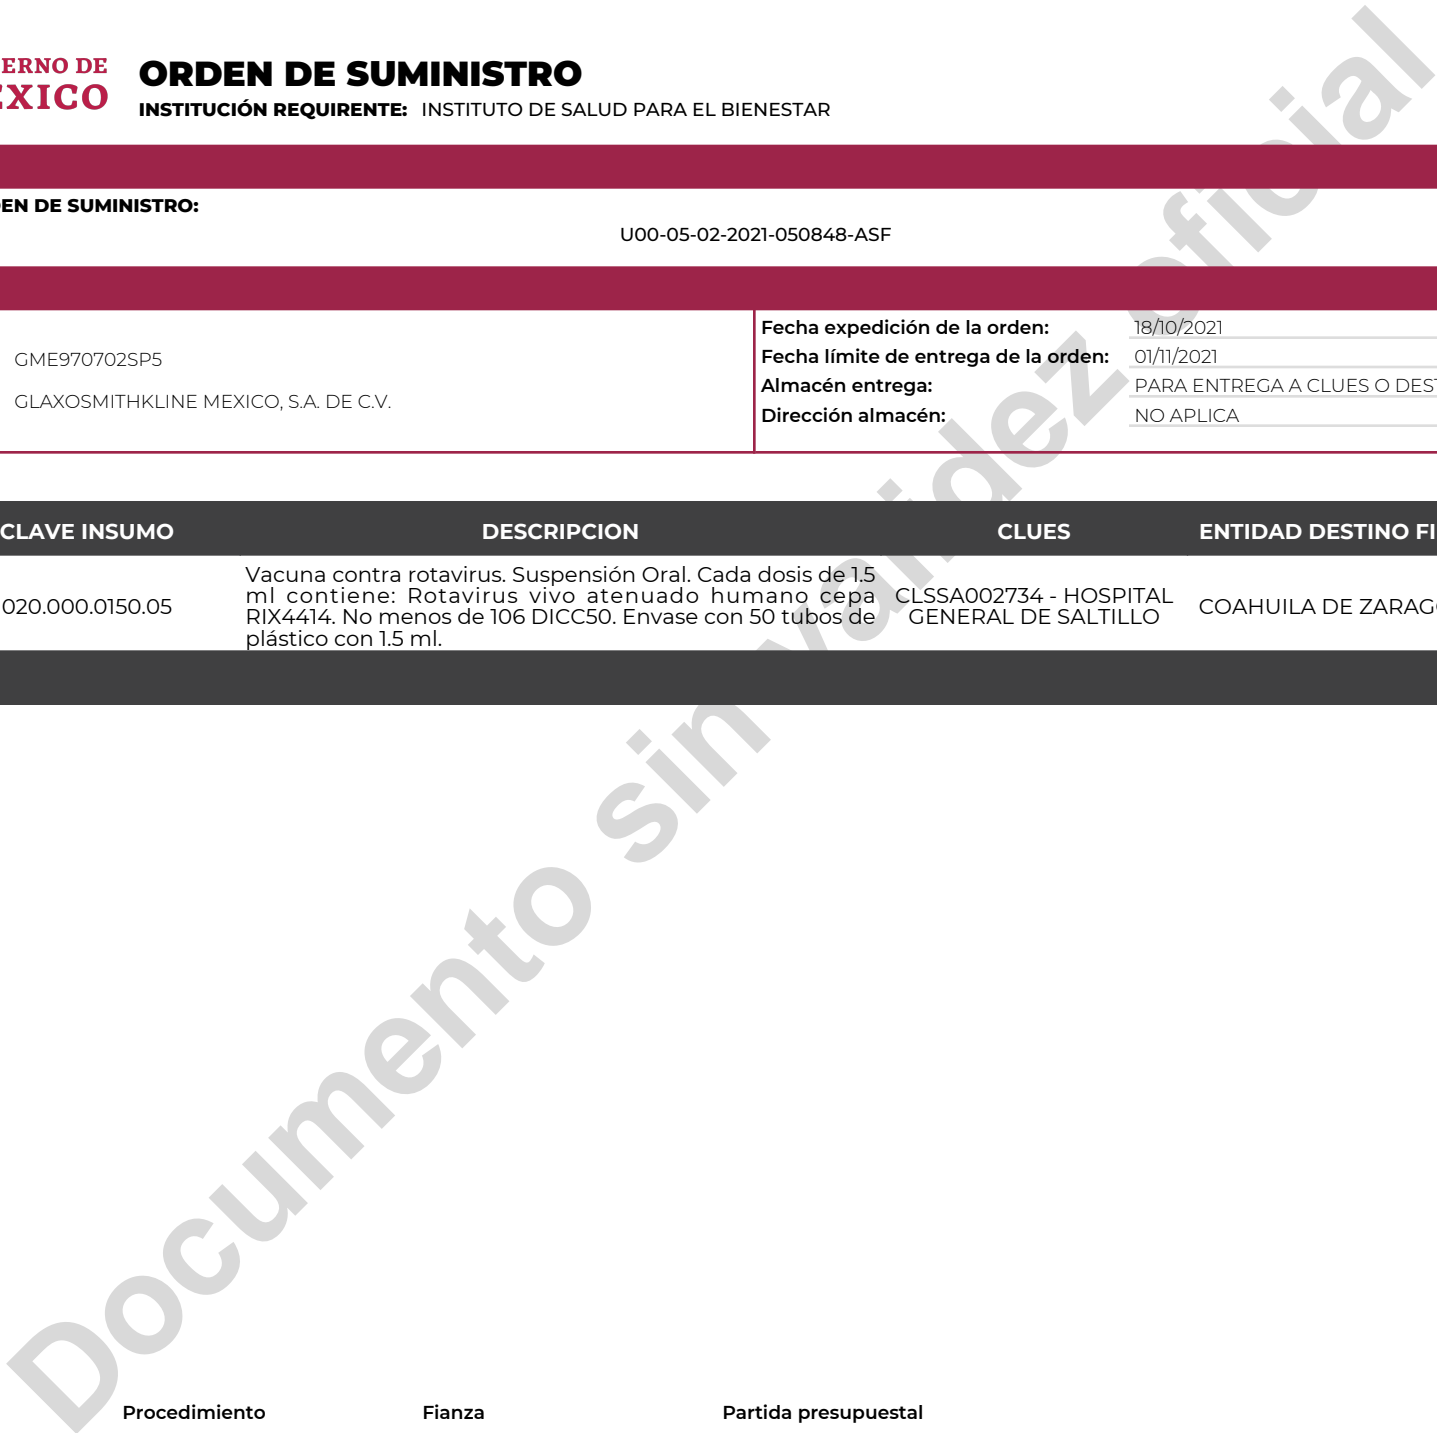 ERNO DE
EXICO
ORDEN DE SUMINISTRO
INSTITUCIÓN REQUIRENTE: INSTITUTO DE SALUD PARA EL BIENESTAR
EN DE SUMINISTRO:
U00-05-02-2021-050848-ASF
GME970702SP5
GLAXOSMITHKLINE MEXICO, S.A. DE C.V.
Fecha expedición de la orden: 18/10/2021
Fecha límite de entrega de la orden: 01/11/2021
Almacén entrega: PARA ENTREGA A CLUES O DEST
Dirección almacén: NO APLICA
CLAVE INSUMO DESCRIPCION CLUES ENTIDAD DESTINO FI
020.000.0150.05
Vacuna contra rotavirus. Suspensión Oral. Cada dosis de 1.5
ml contiene: Rotavirus vivo atenuado humano cepa
RIX4414. No menos de 106 DICC50. Envase con 50 tubos de
plástico con 1.5 ml.
CLSSA002734 - HOSPITAL
GENERAL DE SALTILLO
COAHUILA DE ZARAG
Documento sin validez oficial
Procedimiento Fianza Partida presupuestal